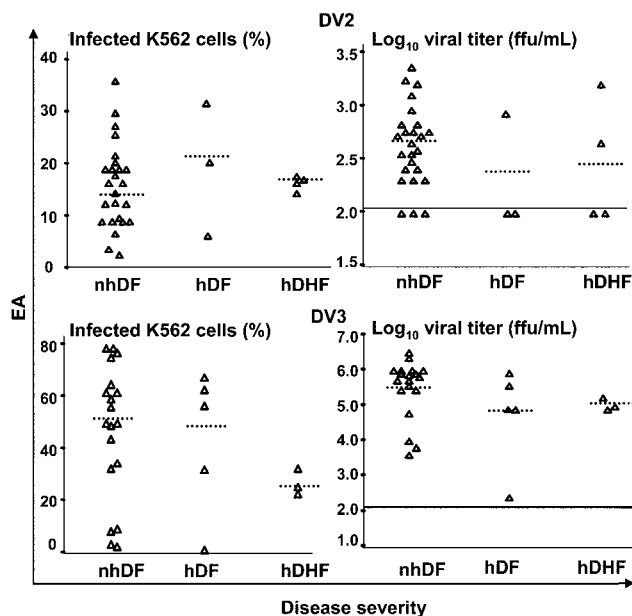 DV2
Infected K562 cells (%)
Log10 viral titer (ffu/mL)
40
30
20
10
0
3.5
3.0
2.5
2.0
1.5
nhDF hDF hDHF
nhDF hDF hDHF
EA
DV3
Infected K562 cells (%)
Log10 viral titer (ffu/mL)
80
60
40
20
0
7.0
6.0
5.0
4.0
3.0
2.0
1.0
nhDF hDF hDHF
nhDF hDF hDHF
Disease severity